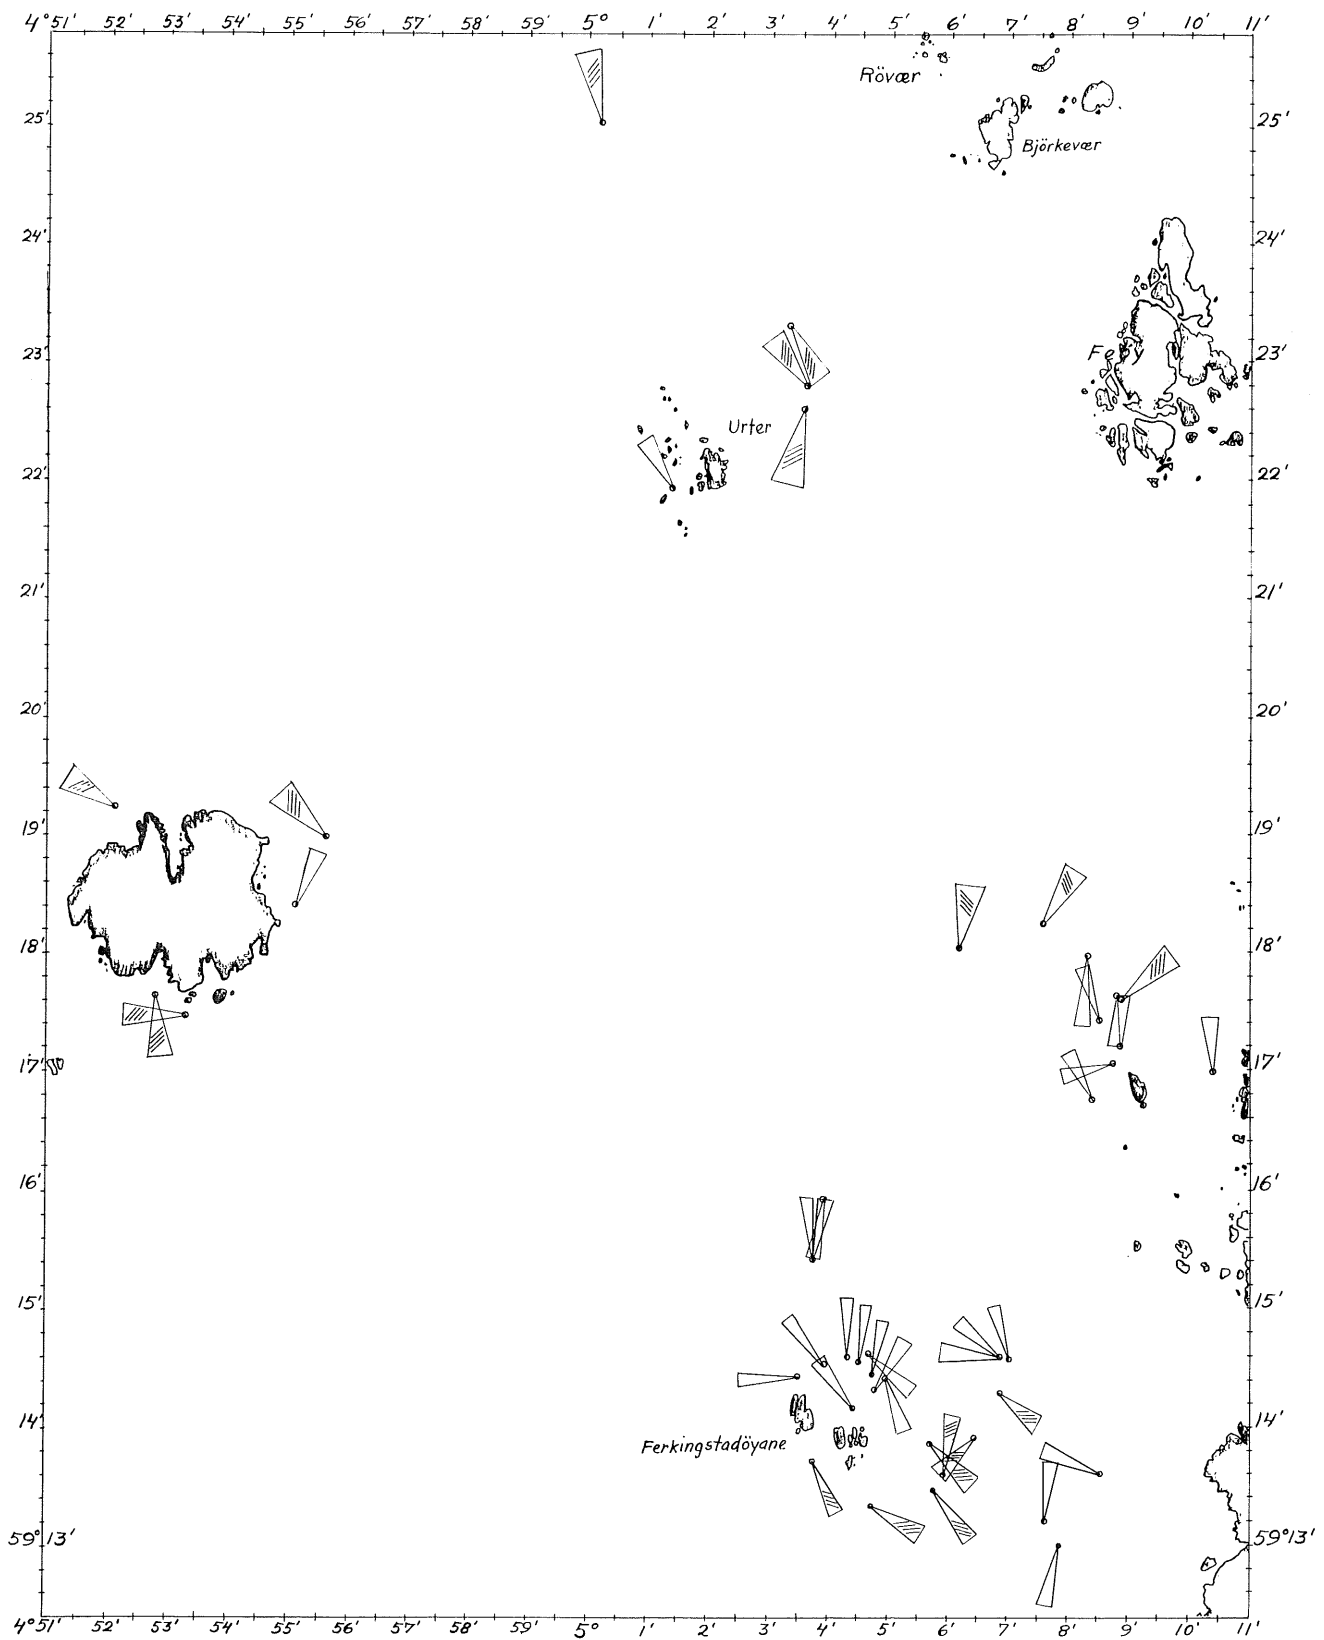 4°51' 52' 53' 54' 55' 56' 57' 58' 59' 5° 1' 2' 3' 4' 5' 6' 7' 8' 9' 10' 11'
Rövær
25' 25'
Björkevær
24' 24'
23' Feøy 23'
Urter
22' 22'
21' 21'
20' 20'
19' 19'
18' 18'
17' 17'
16' 16'
15' 15'
14' 14'
Ferkingstadöyane
59°13' 59°13'
4°51' 52' 53' 54' 55' 56' 57' 58' 59' 5° 1' 2' 3' 4' 5' 6' 7' 8' 9' 10' 11'